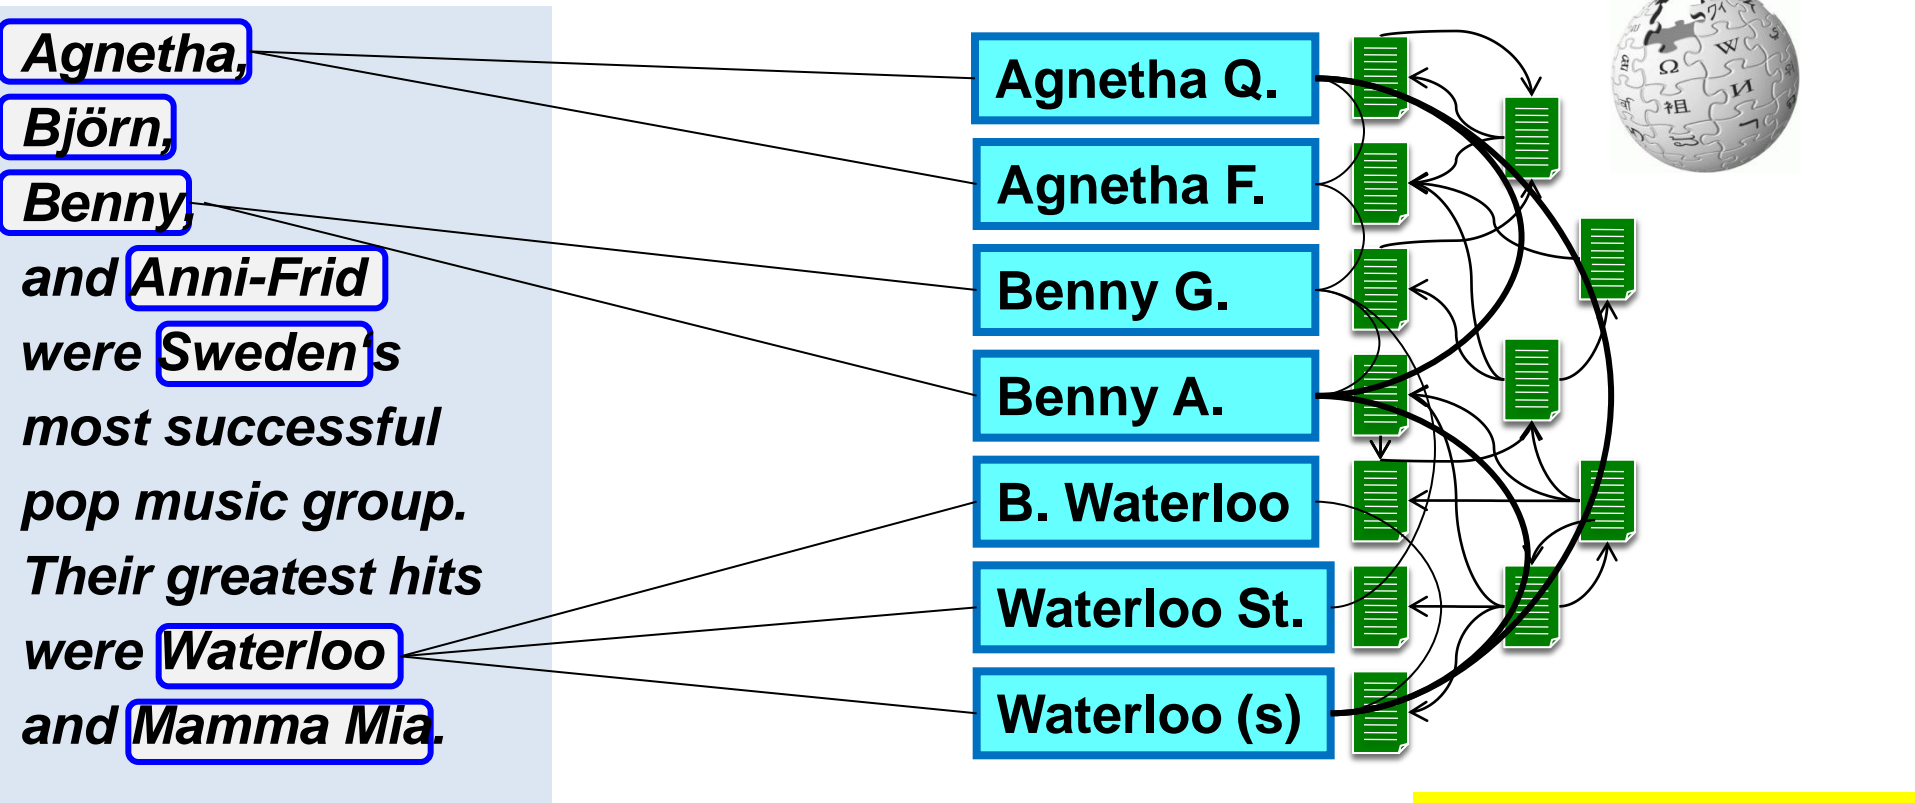 Agnetha,
Björn,
Benny,
and Anni-Frid
were Sweden‘s
most successful
pop music group.
Their greatest hits
were Waterloo
and Mamma Mia.
Agnetha Q.
Agnetha F.
Benny G.
Benny A.
B. Waterloo
Waterloo St.
Waterloo (s)